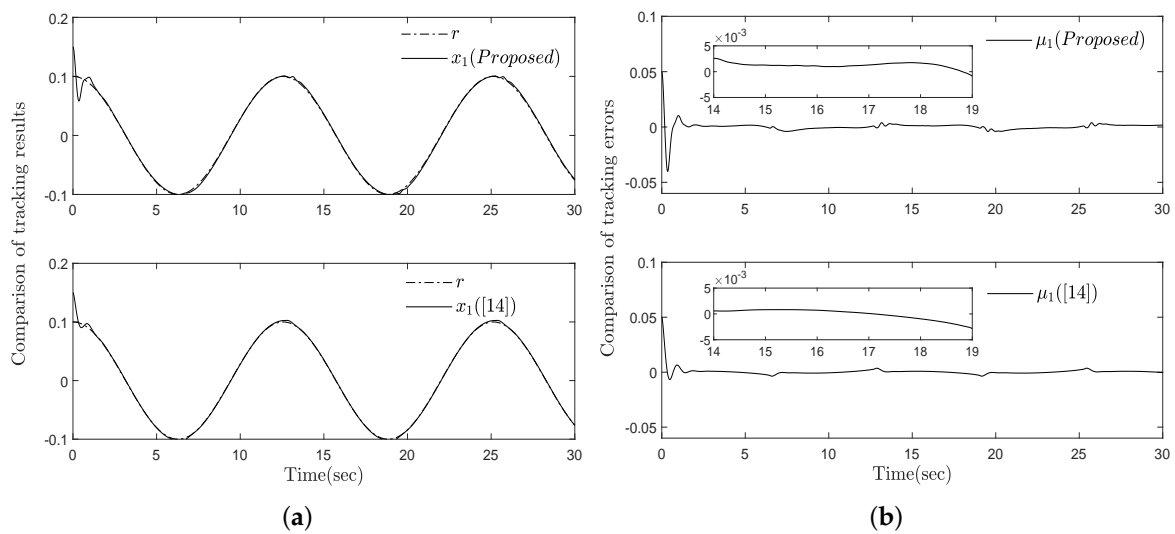 Comparison of tracking results
0.2
0.1
0
-0.1
r
x₁(Proposed)
0 5 10 15 20 25 30
0.2
0.1
0
-0.1
r
x₁([14])
0 5 10 15 20 25 30
Time(sec)
(a)
Comparison of tracking errors
0.1
0.05
0
-0.05
×10⁻³
5
0
-5
14 15 16 17 18 19
μ₁(Proposed)
0 5 10 15 20 25 30
0.1
0.05
0
-0.05
×10⁻³
5
0
-5
14 15 16 17 18 19
μ₁([14])
0 5 10 15 20 25 30
Time(sec)
(b)